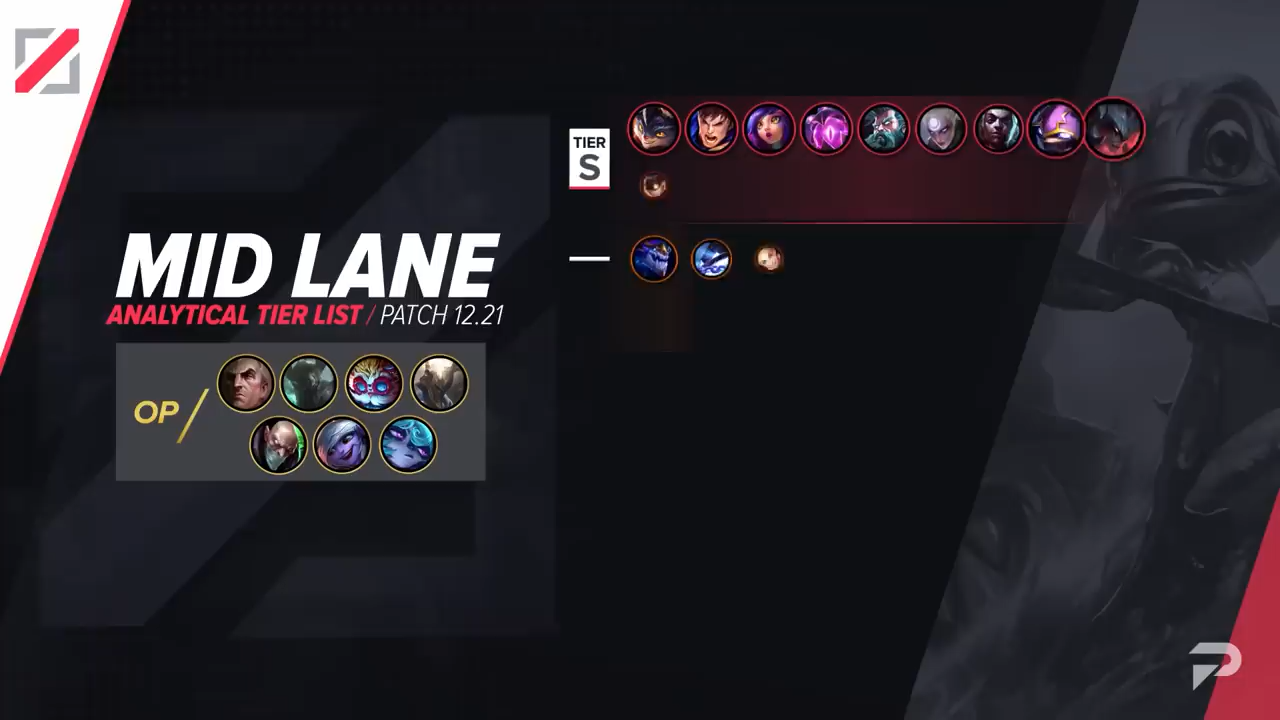 TIER
S
MID LANE
ANALYTICAL TIER LIST / PATCH 12.21
OP /